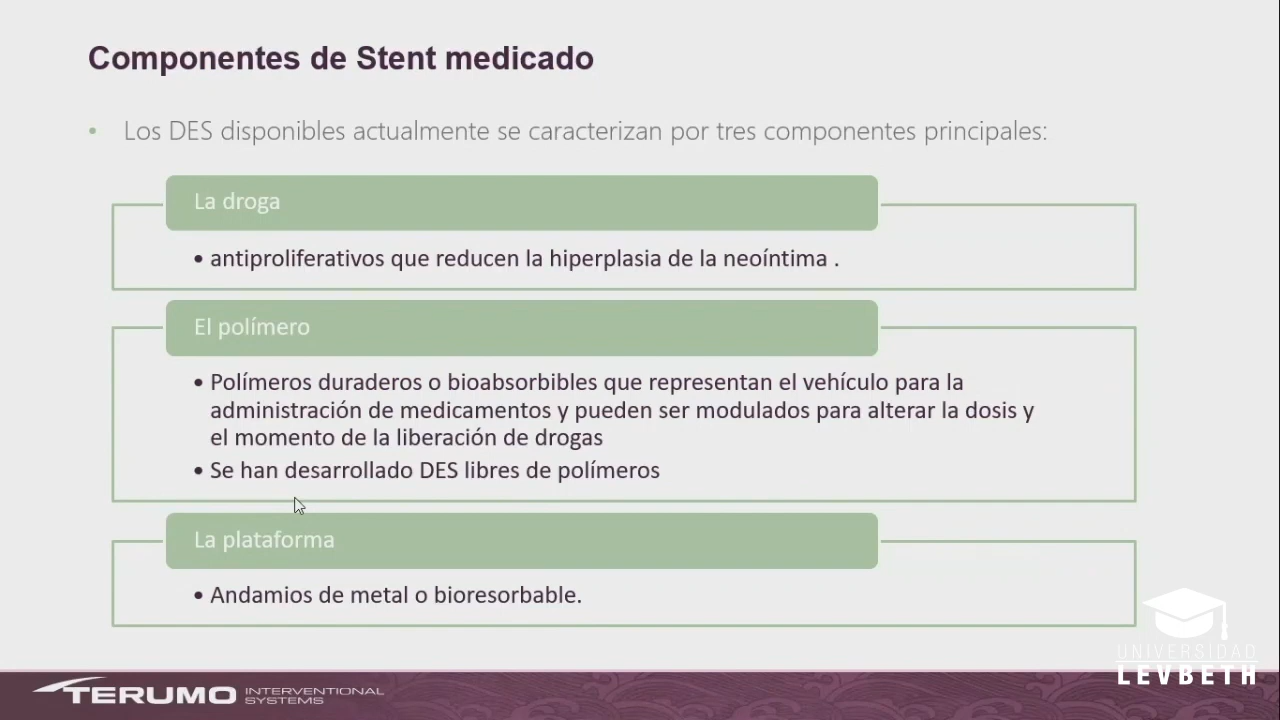 Componentes de Stent medicado
• Los DES disponibles actualmente se caracterizan por tres componentes principales:
La droga
• antiproliferativos que reducen la hiperplasia de la neoíntima .
El polímero
• Polímeros duraderos o bioabsorbibles que representan el vehículo para la
administración de medicamentos y pueden ser modulados para alterar la dosis y
el momento de la liberación de drogas
• Se han desarrollado DES libres de polímeros
La plataforma
• Andamios de metal o bioresorbable.
UNIVERSIDAD
LEVBETH
TERUMO INTERVENTIONAL
SYSTEMS